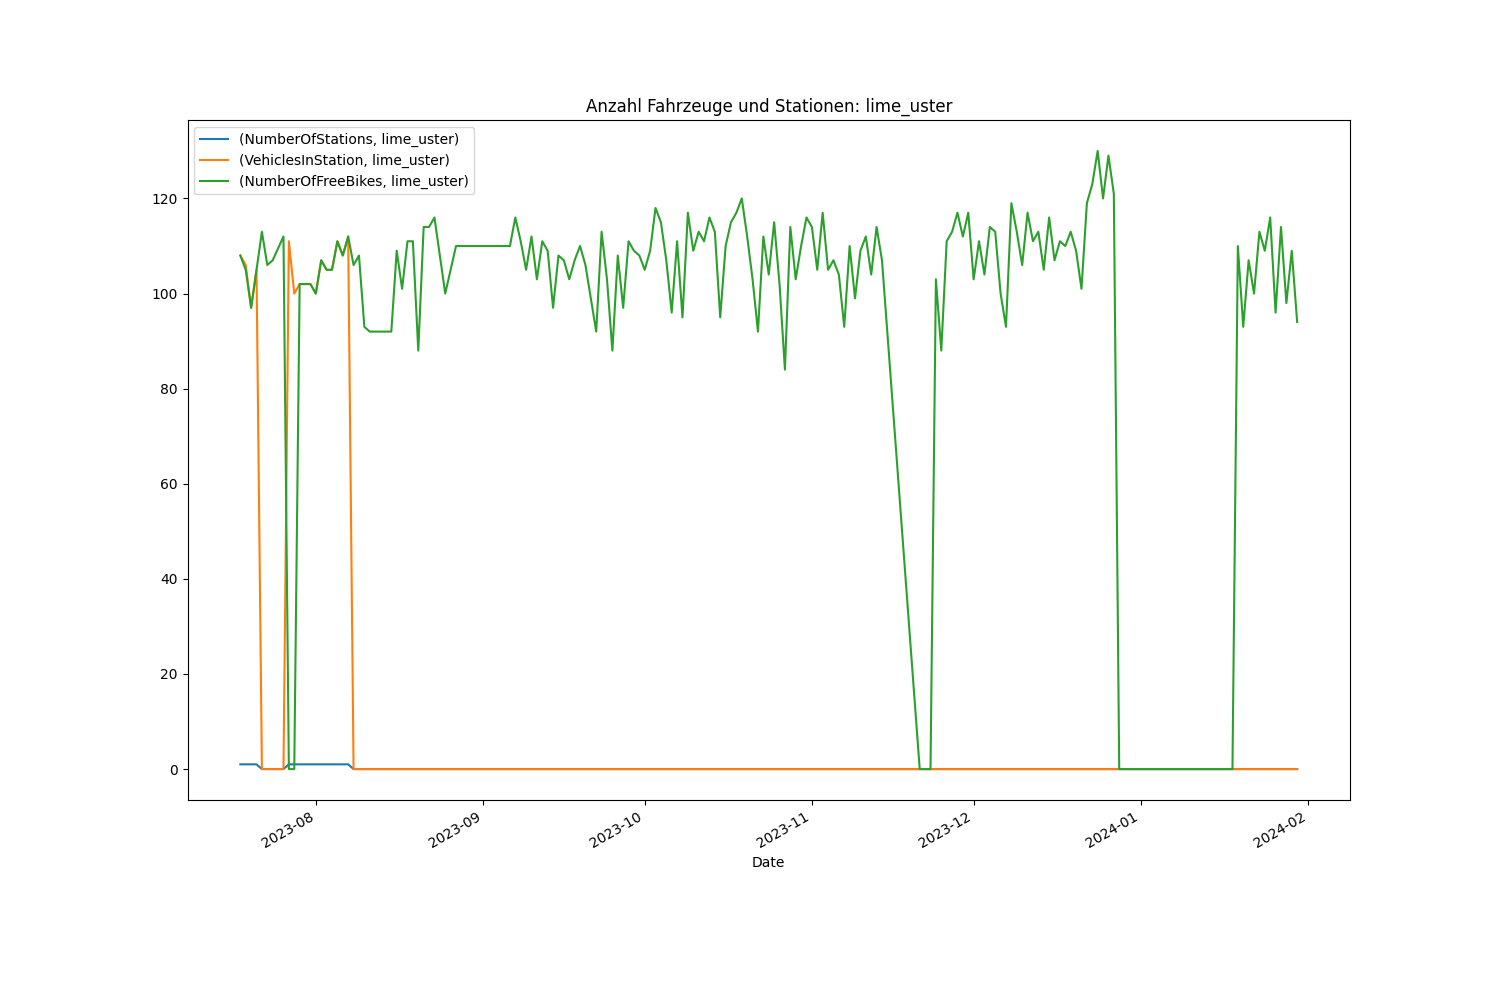 Anzahl Fahrzeuge und Stationen: lime_uster
(NumberOfStations, lime_uster)
(VehiclesInStation, lime_uster)
(NumberOfFreeBikes, lime_uster)
120
100
80
60
40
20
0
2023-08
2023-09
2023-10
2023-11
2023-12
2024-01
2024-02
Date